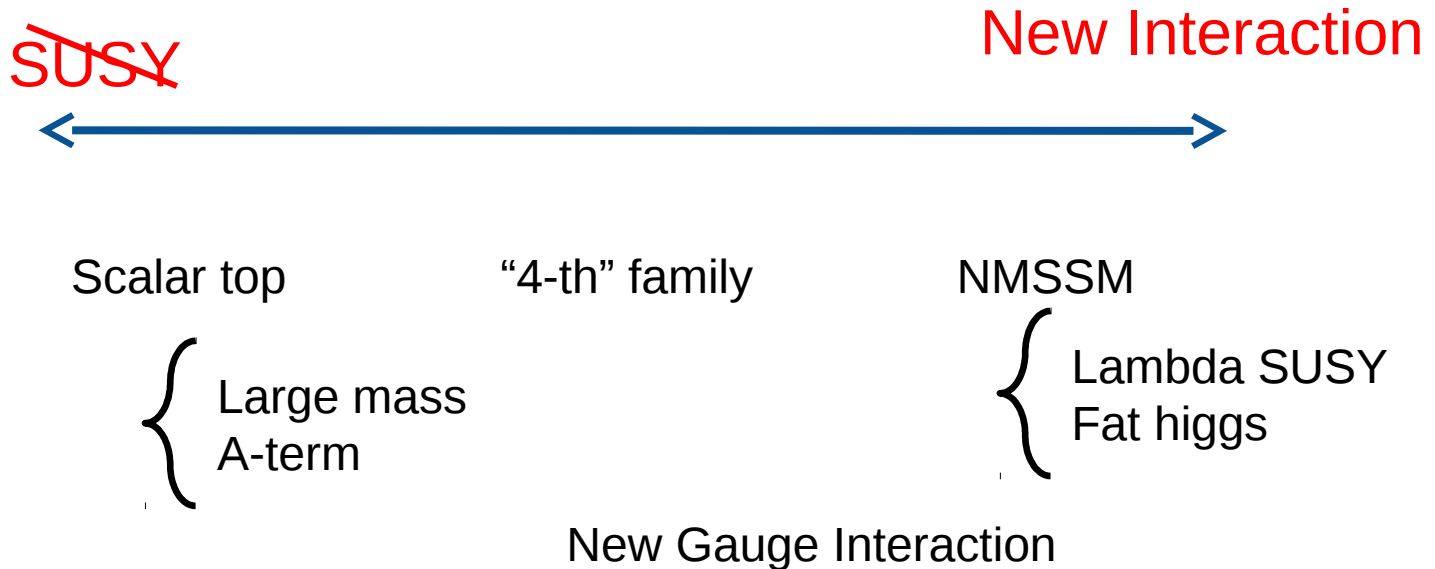 SUSY
New Interaction
Scalar top
“4-th” family
NMSSM
Large mass
A-term
Lambda SUSY
Fat higgs
New Gauge Interaction